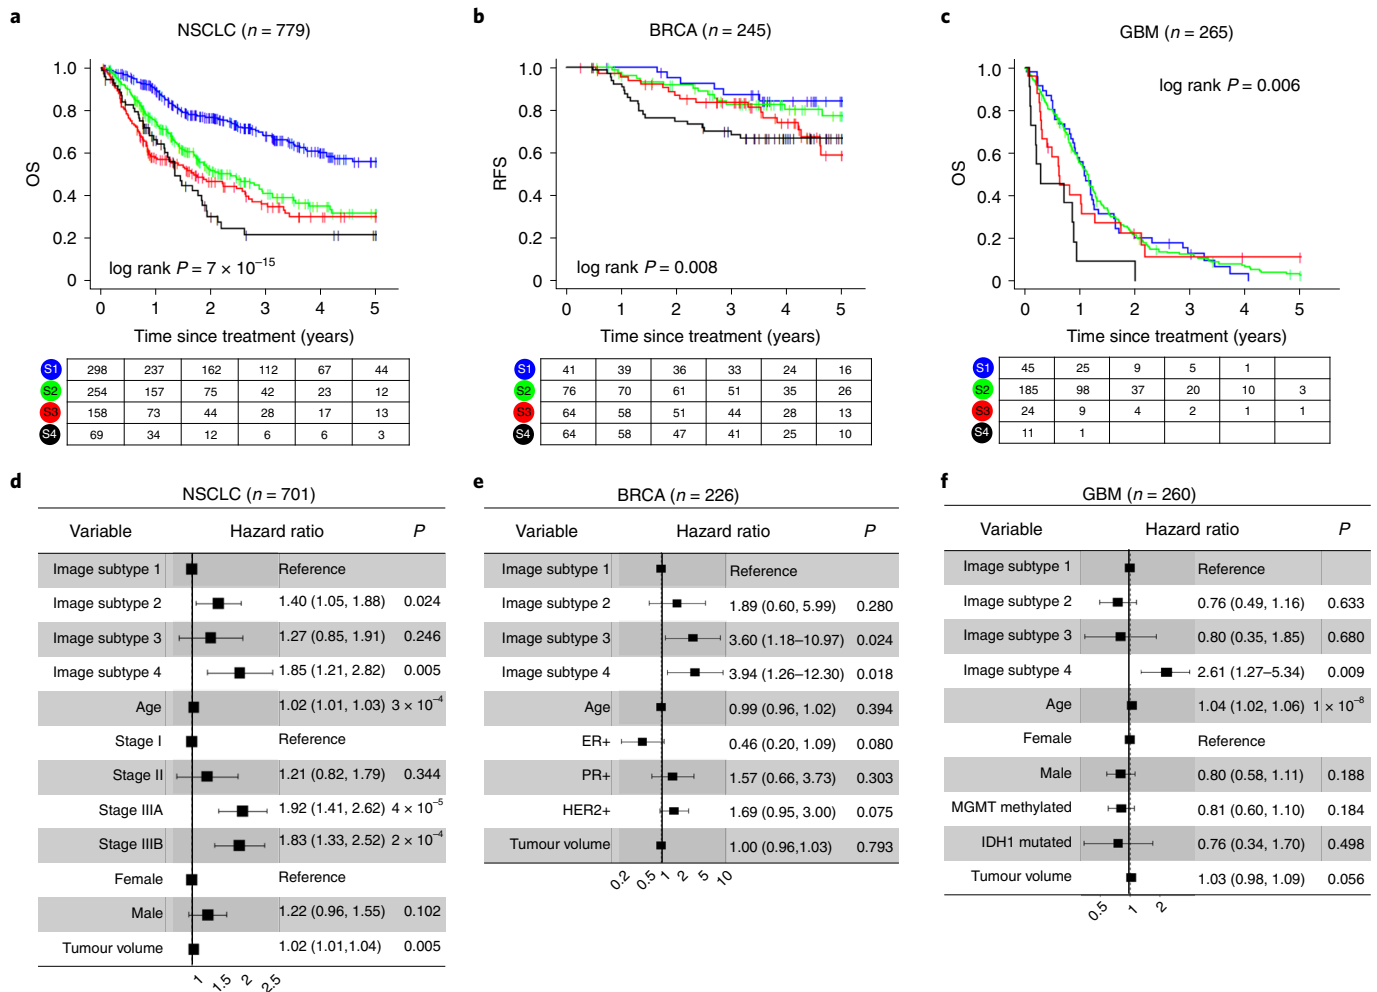 a
NSCLC (n = 779)
1.0
0.8
0.6
0.4
0.2
0
OS
log rank P = 7 × 10⁻¹⁵
0 1 2 3 4 5
Time since treatment (years)
S1 298 237 162 112 67 44
S2 254 157 75 42 23 12
S3 158 73 44 28 17 13
S4 69 34 12 6 6 3
b
BRCA (n = 245)
1.0
0.8
0.6
0.4
0.2
0
RFS
log rank P = 0.008
0 1 2 3 4 5
Time since treatment (years)
S1 41 39 36 33 24 16
S2 76 70 61 51 35 26
S3 64 58 51 44 28 13
S4 64 58 47 41 25 10
c
GBM (n = 265)
1.0
0.8
0.6
0.4
0.2
0
OS
log rank P = 0.006
0 1 2 3 4 5
Time since treatment (years)
S1 45 25 9 5 1
S2 185 98 37 20 10 3
S3 24 9 4 2 1 1
S4 11 1
d
NSCLC (n = 701)
Variable Hazard ratio P
Image subtype 1 Reference
Image subtype 2 1.40 (1.05, 1.88) 0.024
Image subtype 3 1.27 (0.85, 1.91) 0.246
Image subtype 4 1.85 (1.21, 2.82) 0.005
Age 1.02 (1.01, 1.03) 3 × 10⁻⁴
Stage I Reference
Stage II 1.21 (0.82, 1.79) 0.344
Stage IIIA 1.92 (1.41, 2.62) 4 × 10⁻⁵
Stage IIIB 1.83 (1.33, 2.52) 2 × 10⁻⁴
Female Reference
Male 1.22 (0.96, 1.55) 0.102
Tumour volume 1.02 (1.01,1.04) 0.005
1 1.5 2 2.5
e
BRCA (n = 226)
Variable Hazard ratio P
Image subtype 1 Reference
Image subtype 2 1.89 (0.60, 5.99) 0.280
Image subtype 3 3.60 (1.18–10.97) 0.024
Image subtype 4 3.94 (1.26–12.30) 0.018
Age 0.99 (0.96, 1.02) 0.394
ER+ 0.46 (0.20, 1.09) 0.080
PR+ 1.57 (0.66, 3.73) 0.303
HER2+ 1.69 (0.95, 3.00) 0.075
Tumour volume 1.00 (0.96,1.03) 0.793
0.2 0.5 1 2 5 10
f
GBM (n = 260)
Variable Hazard ratio P
Image subtype 1 Reference
Image subtype 2 0.76 (0.49, 1.16) 0.633
Image subtype 3 0.80 (0.35, 1.85) 0.680
Image subtype 4 2.61 (1.27–5.34) 0.009
Age 1.04 (1.02, 1.06) 1 × 10⁻⁸
Female Reference
Male 0.80 (0.58, 1.11) 0.188
MGMT methylated 0.81 (0.60, 1.10) 0.184
IDH1 mutated 0.76 (0.34, 1.70) 0.498
Tumour volume 1.03 (0.98, 1.09) 0.056
0.5 1 2